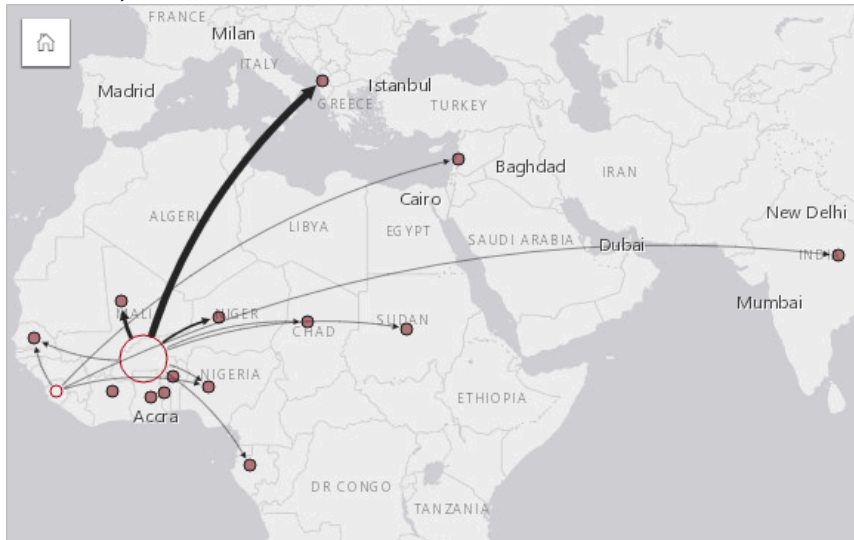 FRANCE
Milan
ITALY
Madrid
Istanbul
GREECE
TURKEY
Baghdad
IRAN
Cairo
New Delhi
ALGERI
LIBYA
EGYPT
SAUDI ARABIA
Dubai
INDIA
Mumbai
MALI
NIGER
SUDAN
CHAD
NIGERIA
Accra
ETHIOPIA
DR CONGO
TANZANIA